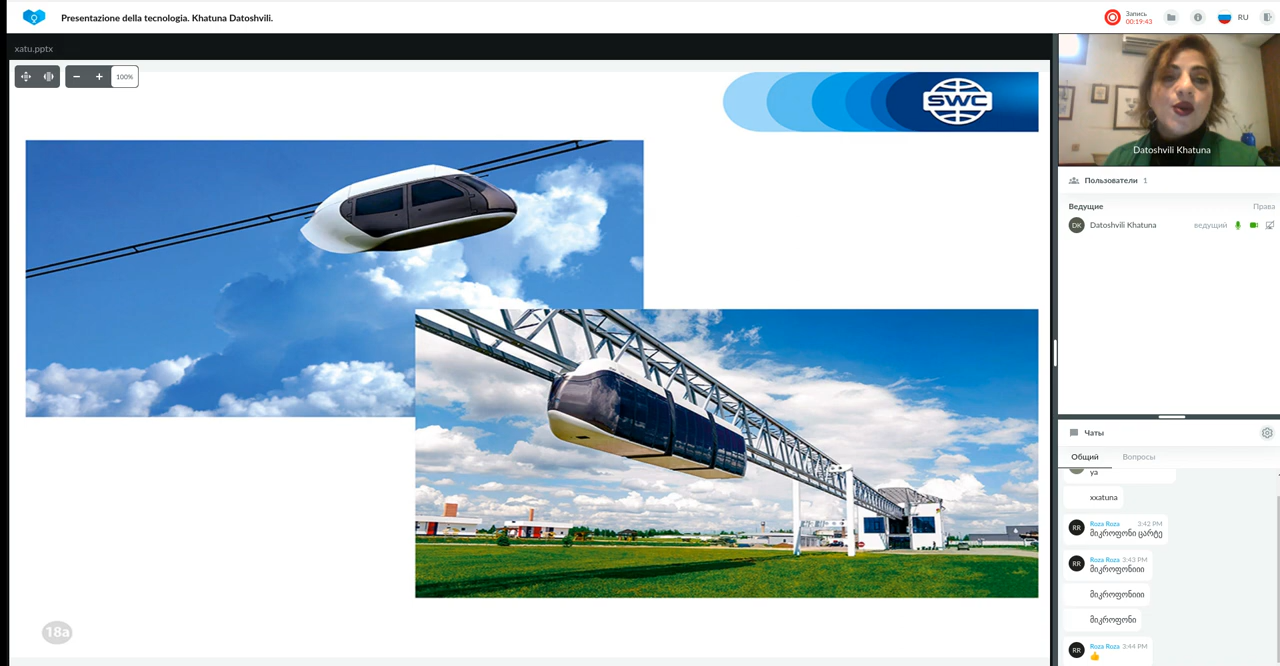 Presentazione della tecnologia. Khatuna Datoshvili.
Запись
00:19:43
RU
xatu.pptx
100%
SWC
18a
Datoshvili Khatuna
Пользователи 1
Ведущие Права
DK Datoshvili Khatuna ведущий
Чаты
Общий Вопросы
ya
xxatuna
RR Roza Roza 3:42 PM
მიკროფონი ცარტე
RR Roza Roza 3:43 PM
მიკროფონიიი
მიკროფონიიი
მიკროფონი
RR Roza Roza 3:44 PM
👍